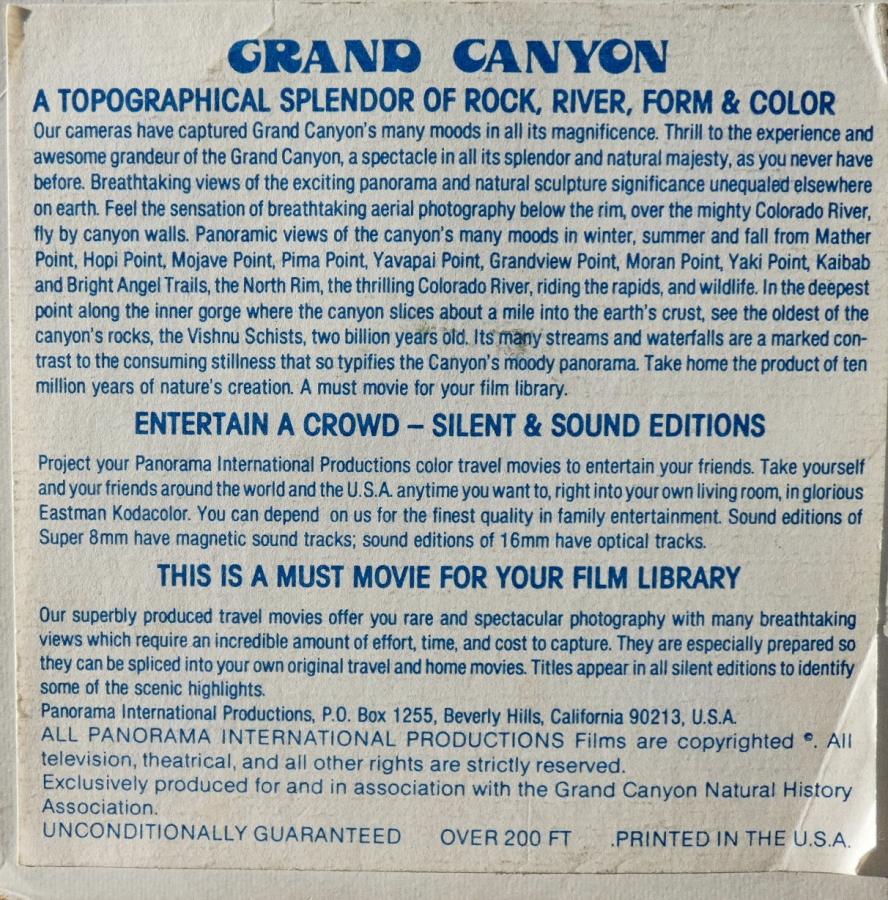 GRAND CANYON
A TOPOGRAPHICAL SPLENDOR OF ROCK, RIVER, FORM & COLOR
Our cameras have captured Grand Canyon's many moods in all its magnificence. Thrill to the experience and
awesome grandeur of the Grand Canyon, a spectacle in all its splendor and natural majesty, as you never have
before. Breathtaking views of the exciting panorama and natural sculpture significance unequaled elsewhere
on earth. Feel the sensation of breathtaking aerial photography below the rim, over the mighty Colorado River,
fly by canyon walls. Panoramic views of the canyon's many moods in winter, summer and fall from Mather
Point, Hopi Point, Mojave Point, Pima Point, Yavapai Point, Grandview Point, Moran Point, Yaki Point, Kaibab
and Bright Angel Trails, the North Rim, the thrilling Colorado River, riding the rapids, and wildlife. In the deepest
point along the inner gorge where the canyon slices about a mile into the earth's crust, see the oldest of the
canyon's rocks, the Vishnu Schists, two billion years old. Its many streams and waterfalls are a marked con-
trast to the consuming stillness that so typifies the Canyon's moody panorama. Take home the product of ten
million years of nature's creation. A must movie for your film library.
ENTERTAIN A CROWD – SILENT & SOUND EDITIONS
Project your Panorama International Productions color travel movies to entertain your friends. Take yourself
and your friends around the world and the U.S.A. anytime you want to, right into your own living room, in glorious
Eastman Kodacolor. You can depend on us for the finest quality in family entertainment. Sound editions of
Super 8mm have magnetic sound tracks; sound editions of 16mm have optical tracks.
THIS IS A MUST MOVIE FOR YOUR FILM LIBRARY
Our superbly produced travel movies offer you rare and spectacular photography with many breathtaking
views which require an incredible amount of effort, time, and cost to capture. They are especially prepared so
they can be spliced into your own original travel and home movies. Titles appear in all silent editions to identify
some of the scenic highlights.
Panorama International Productions, P.O. Box 1255, Beverly Hills, California 90213, U.S.A.
ALL PANORAMA INTERNATIONAL PRODUCTIONS Films are copyrighted ©. All
television, theatrical, and all other rights are strictly reserved.
Exclusively produced for and in association with the Grand Canyon Natural History
Association.
UNCONDITIONALLY GUARANTEED OVER 200 FT .PRINTED IN THE U.S.A.